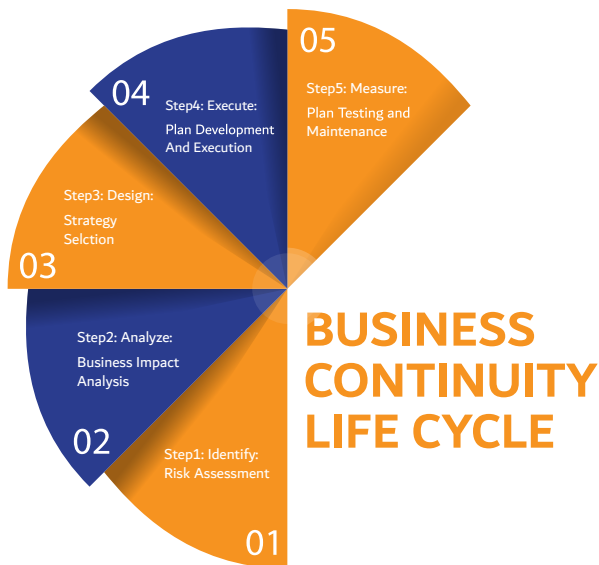 05
Step5: Measure:
Plan Testing and
Maintenance
04
Step4: Execute:
Plan Development
And Execution
Step3: Design:
Strategy
Selction
03
Step2: Analyze:
Business Impact
Analysis
02
Step1: Identify:
Risk Assessment
01
BUSINESS
CONTINUITY
LIFE CYCLE